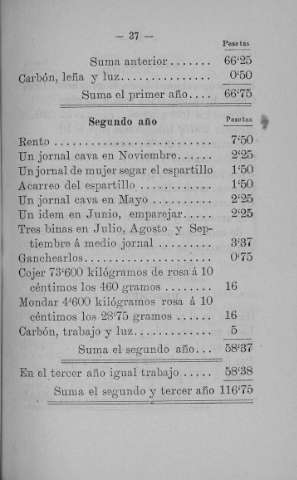 — 37 —
Pesetas
Suma anterior....... 66'25
Carbón, leña y luz.............. 0'50
Suma el primer año.... 66'75
Segundo año Pesetas
Rento ........................ 7'50
Un jornal cava en Noviembre...... 2'25
Un jornal de mujer segar el espartillo 1'50
Acarreo del espartillo ........... 1'50
Un jornal cava en Mayo .......... 2'25
Un idem en Junio, emparejar..... 2'25
Tres binas en Julio, Agosto y Sep-
tiembre á medio jornal ......... 3'37
Ganchearlos.................... 0'75
Cojer 73'600 kilógramos de rosa á 10
céntimos los 460 gramos ........ 16
Mondar 4'600 kilógramos rosa á 10
céntimos los 28'75 gramos ...... 16
Carbón, trabajo y luz............ 5
Suma el segundo año... 58'37
En el tercer año igual trabajo ..... 58'38
Suma el segundo y tercer año 116'75